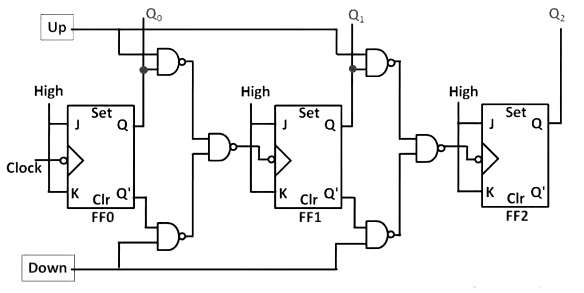 Q0 Q1 Q2
Up
High High High
Set Set Set
J Q J Q J Q
Clock
K Q' K Q' K Q'
Clr Clr Clr
FF0 FF1 FF2
Down